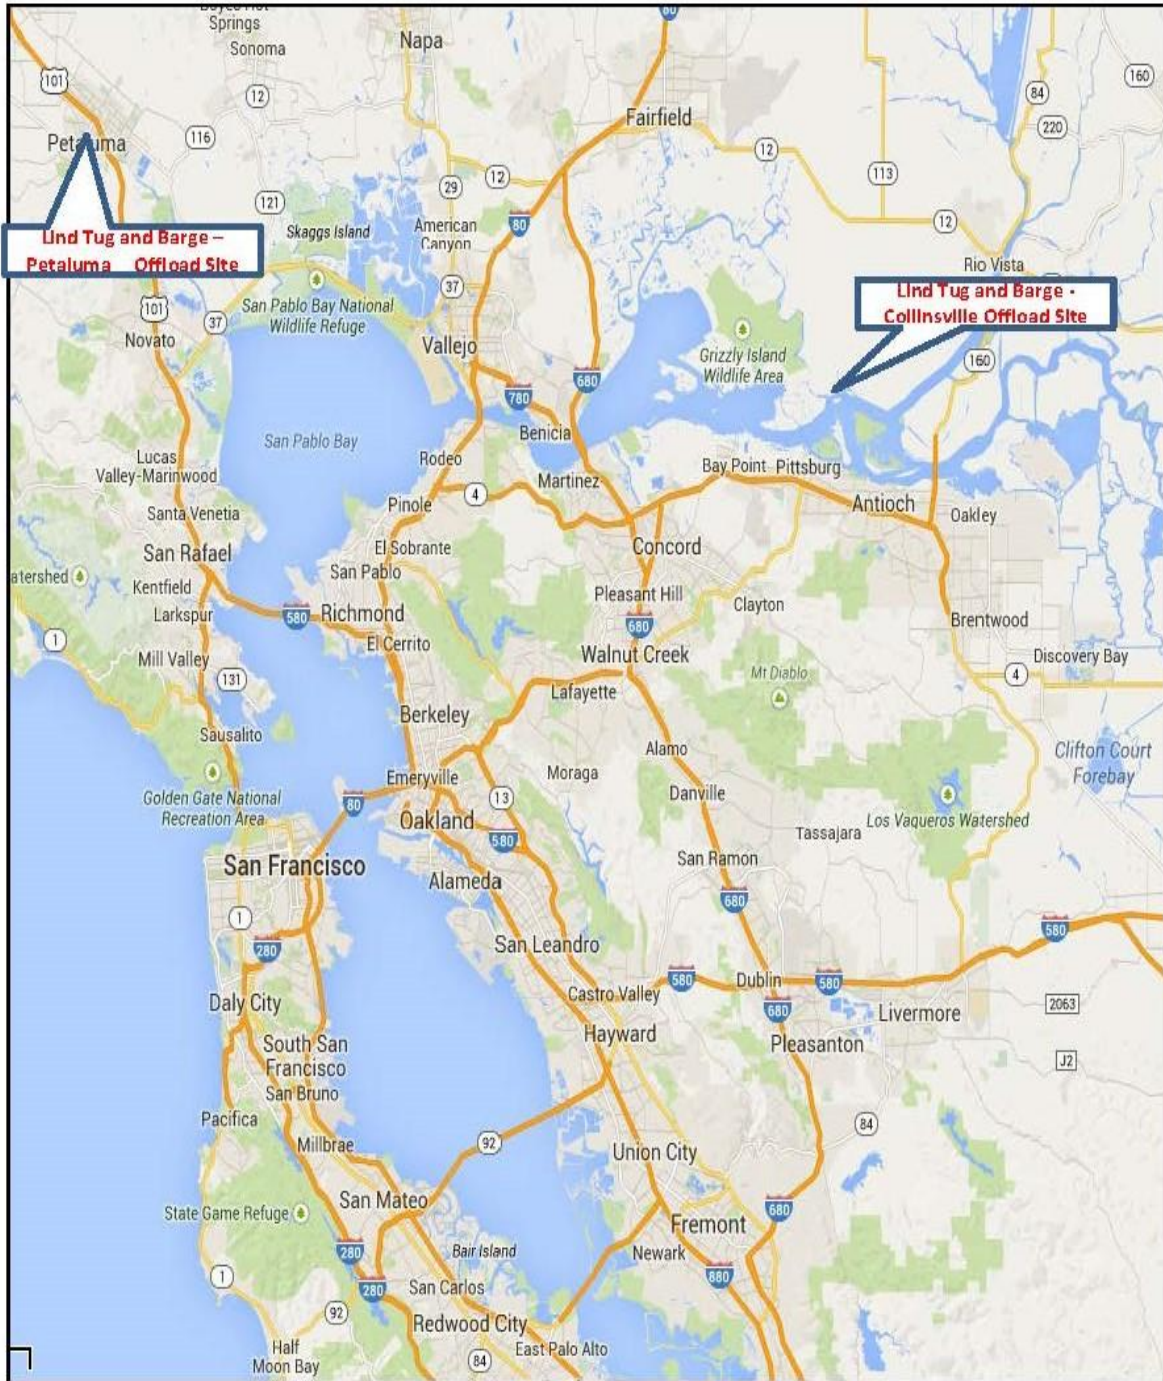 80
Springs
Sonoma
Napa
101
12
160
84
Fairfield
220
Petaluma
116
12
12
29
113
121
Skaggs Island
American
Canyon
80
12
Lind Tug and Barge –
Petaluma Offload Site
Rio Vista
Lind Tug and Barge -
Collinsville Offload Site
37
San Pablo Bay National
Wildlife Refuge
101
37
Novato
Vallejo
Grizzly Island
Wildlife Area
160
680
780
San Pablo Bay
Benicia
Lucas
Valley-Marinwood
Rodeo
Bay Point
Pittsburg
Martinez
4
Pinole
Antioch
Oakley
Santa Venetia
San Rafael
El Sobrante
Concord
San Pablo
atershed
Kentfield
Larkspur
580
Richmond
Pleasant Hill
Clayton
680
Brentwood
1
El Cerrito
Mill Valley
Walnut Creek
Discovery Bay
131
Lafayette
Mt Diablo
4
Berkeley
Sausalito
Alamo
Clifton Court
Forebay
Emeryville
Moraga
Danville
Golden Gate National
Recreation Area
80
13
Oakland
580
Los Vaqueros Watershed
Tassajara
San Francisco
San Ramon
Alameda
680
1
280
San Leandro
580
580
Dublin
580
Castro Valley
Daly City
680
Livermore
2063
Hayward
Pleasanton
South San
Francisco
J2
San Bruno
Pacifica
84
Millbrae
92
Union City
San Mateo
State Game Refuge
680
Fremont
280
Bair Island
Newark
1
280
San Carlos
880
92
Redwood City
Half
Moon Bay
84
East Palo Alto